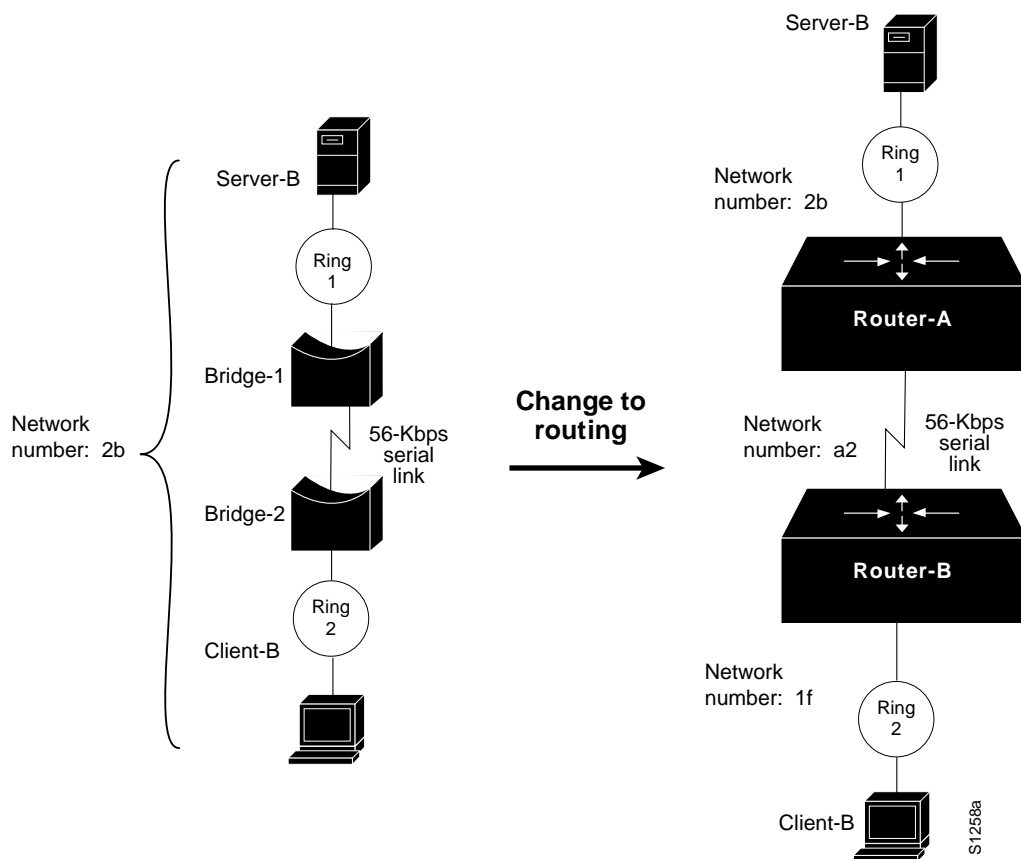 Server-B
Ring
1
Bridge-1
Network
number: 2b
56-Kbps
serial
link
Bridge-2
Ring
2
Client-B
Change to
routing
Server-B
Ring
1
Network
number: 2b
Router-A
Network
number: a2
56-Kbps
serial
link
Router-B
Network
number: 1f
Ring
2
Client-B
S1258a